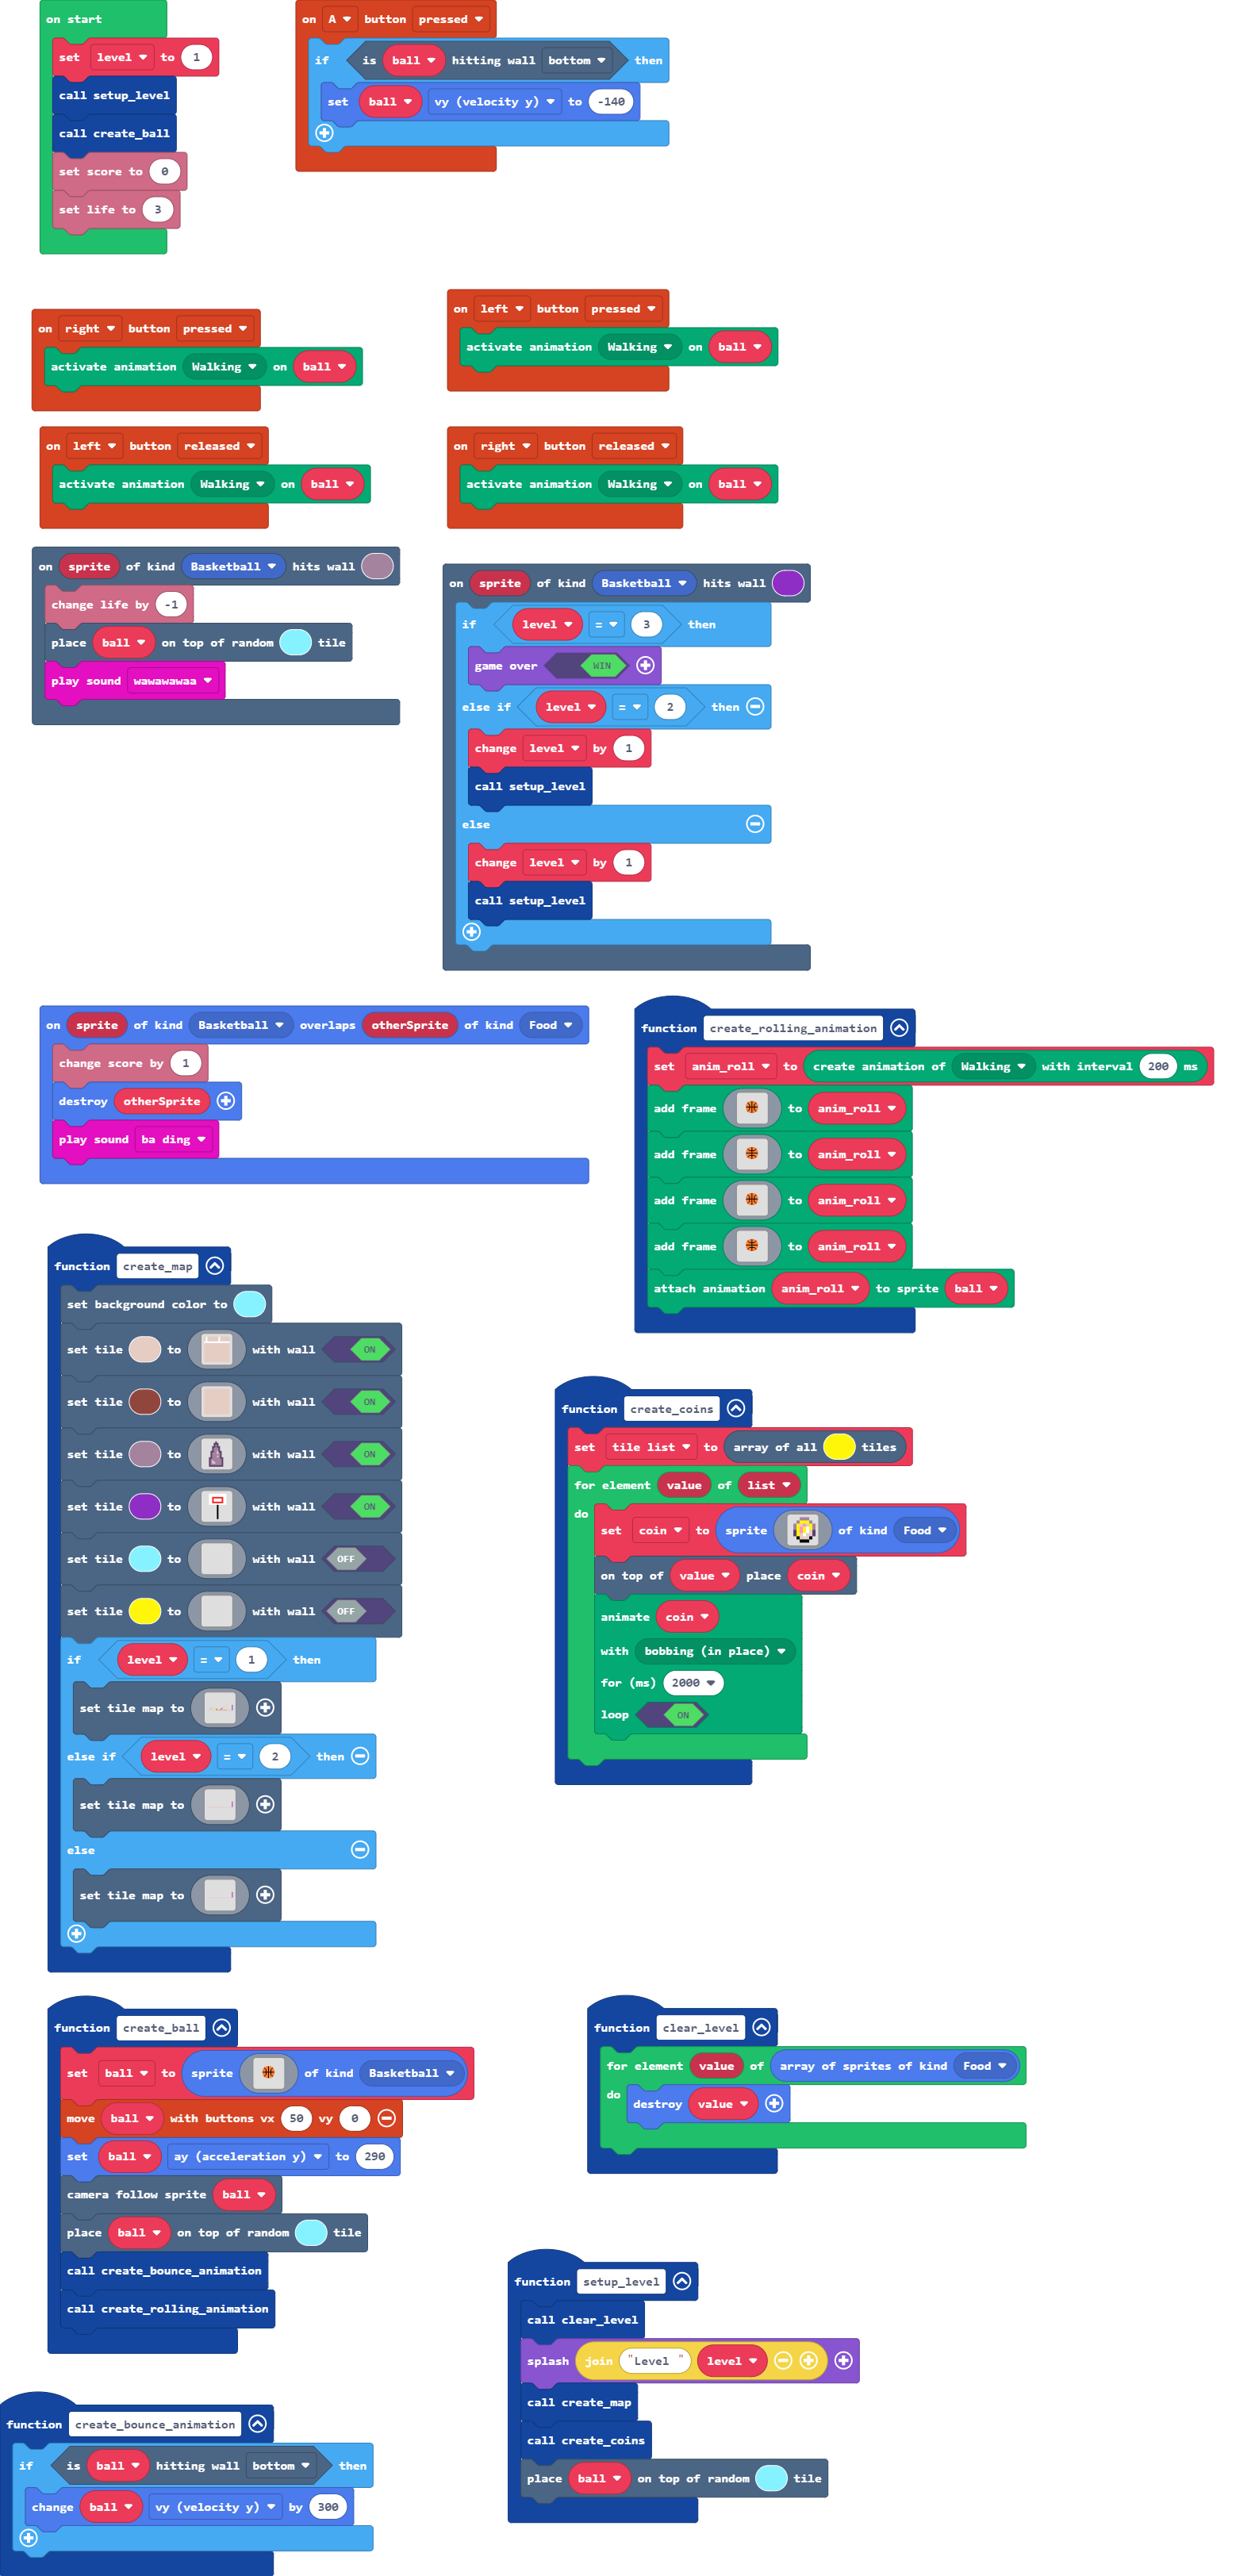 on start
set level to 1
call setup_level
call create_ball
set score to 0
set life to 3
on A button pressed
if is ball hitting wall bottom then
set ball vy (velocity y) to -140
on right button pressed
activate animation Walking on ball
on left button pressed
activate animation Walking on ball
on left button released
activate animation Walking on ball
on right button released
activate animation Walking on ball
on sprite of kind Basketball hits wall
change life by -1
place ball on top of random tile
play sound wawawawaa
on sprite of kind Basketball hits wall
if level = 3 then
game over WIN
else if level = 2 then
change level by 1
call setup_level
else
change level by 1
call setup_level
on sprite of kind Basketball overlaps otherSprite of kind Food
change score by 1
destroy otherSprite
play sound ba ding
function create_rolling_animation
set anim_roll to create animation of Walking with interval 200 ms
add frame to anim_roll
add frame to anim_roll
add frame to anim_roll
add frame to anim_roll
attach animation anim_roll to sprite ball
function create_map
set background color to
set tile to with wall ON
set tile to with wall ON
set tile to with wall ON
set tile to with wall ON
set tile to with wall OFF
set tile to with wall OFF
if level = 1 then
set tile map to
else if level = 2 then
set tile map to
else
set tile map to
function create_coins
set tile list to array of all tiles
for element value of list
do
set coin to sprite of kind Food
on top of value place coin
animate coin
with bobbing (in place)
for (ms) 2000
loop ON
function create_ball
set ball to sprite of kind Basketball
move ball with buttons vx 50 vy 0
set ball ay (acceleration y) to 290
camera follow sprite ball
place ball on top of random tile
call create_bounce_animation
call create_rolling_animation
function clear_level
for element value of array of sprites of kind Food
do
destroy value
function setup_level
call clear_level
splash join "Level " level
call create_map
call create_coins
place ball on top of random tile
function create_bounce_animation
if is ball hitting wall bottom then
change ball vy (velocity y) by 300